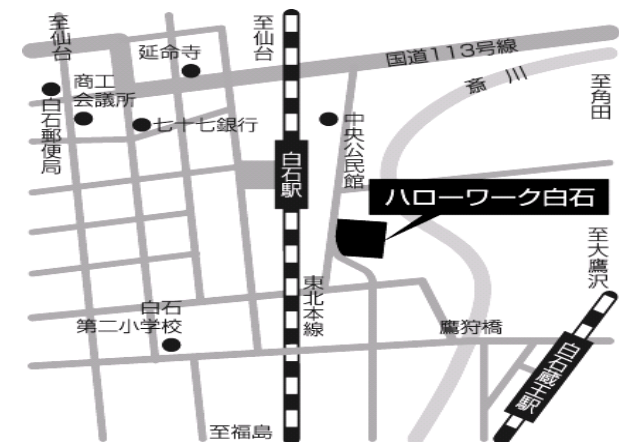 至仙台
延命寺
至仙台
国道113号線
斎川
至角田
商工
会議所
白石郵便局
七十七銀行
中央公民館
白石駅
ハローワーク白石
至大鷹沢
東北本線
白石
第二小学校
鷹狩橋
白石蔵王駅
至福島